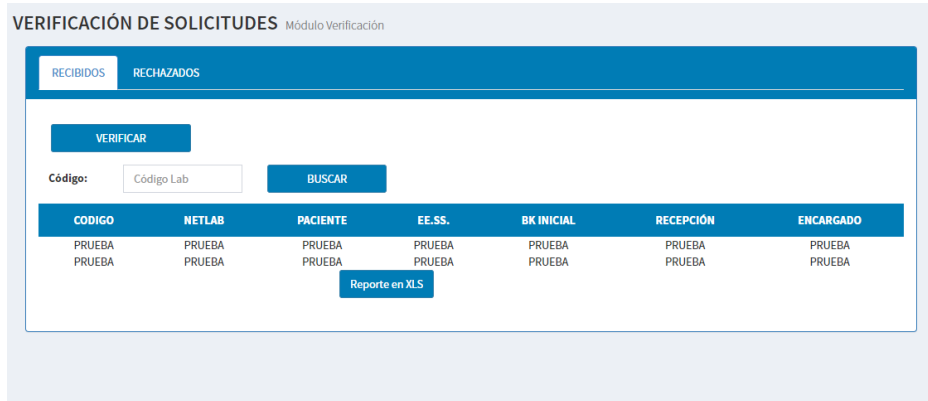 VERIFICACIÓN DE SOLICITUDES Módulo Verificación
RECIBIDOS RECHAZADOS
VERIFICAR
Código: Código Lab BUSCAR
CODIGO NETLAB PACIENTE EE.SS. BK INICIAL RECEPCIÓN ENCARGADO
PRUEBA PRUEBA PRUEBA PRUEBA PRUEBA PRUEBA PRUEBA
PRUEBA PRUEBA PRUEBA PRUEBA PRUEBA PRUEBA PRUEBA
Reporte en XLS